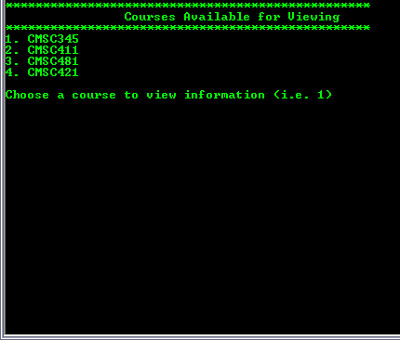 *************************************************
Courses Available for Viewing
*************************************************
1. CMSC345
2. CMSC411
3. CMSC481
4. CMSC421
Choose a course to view information (i.e. 1)